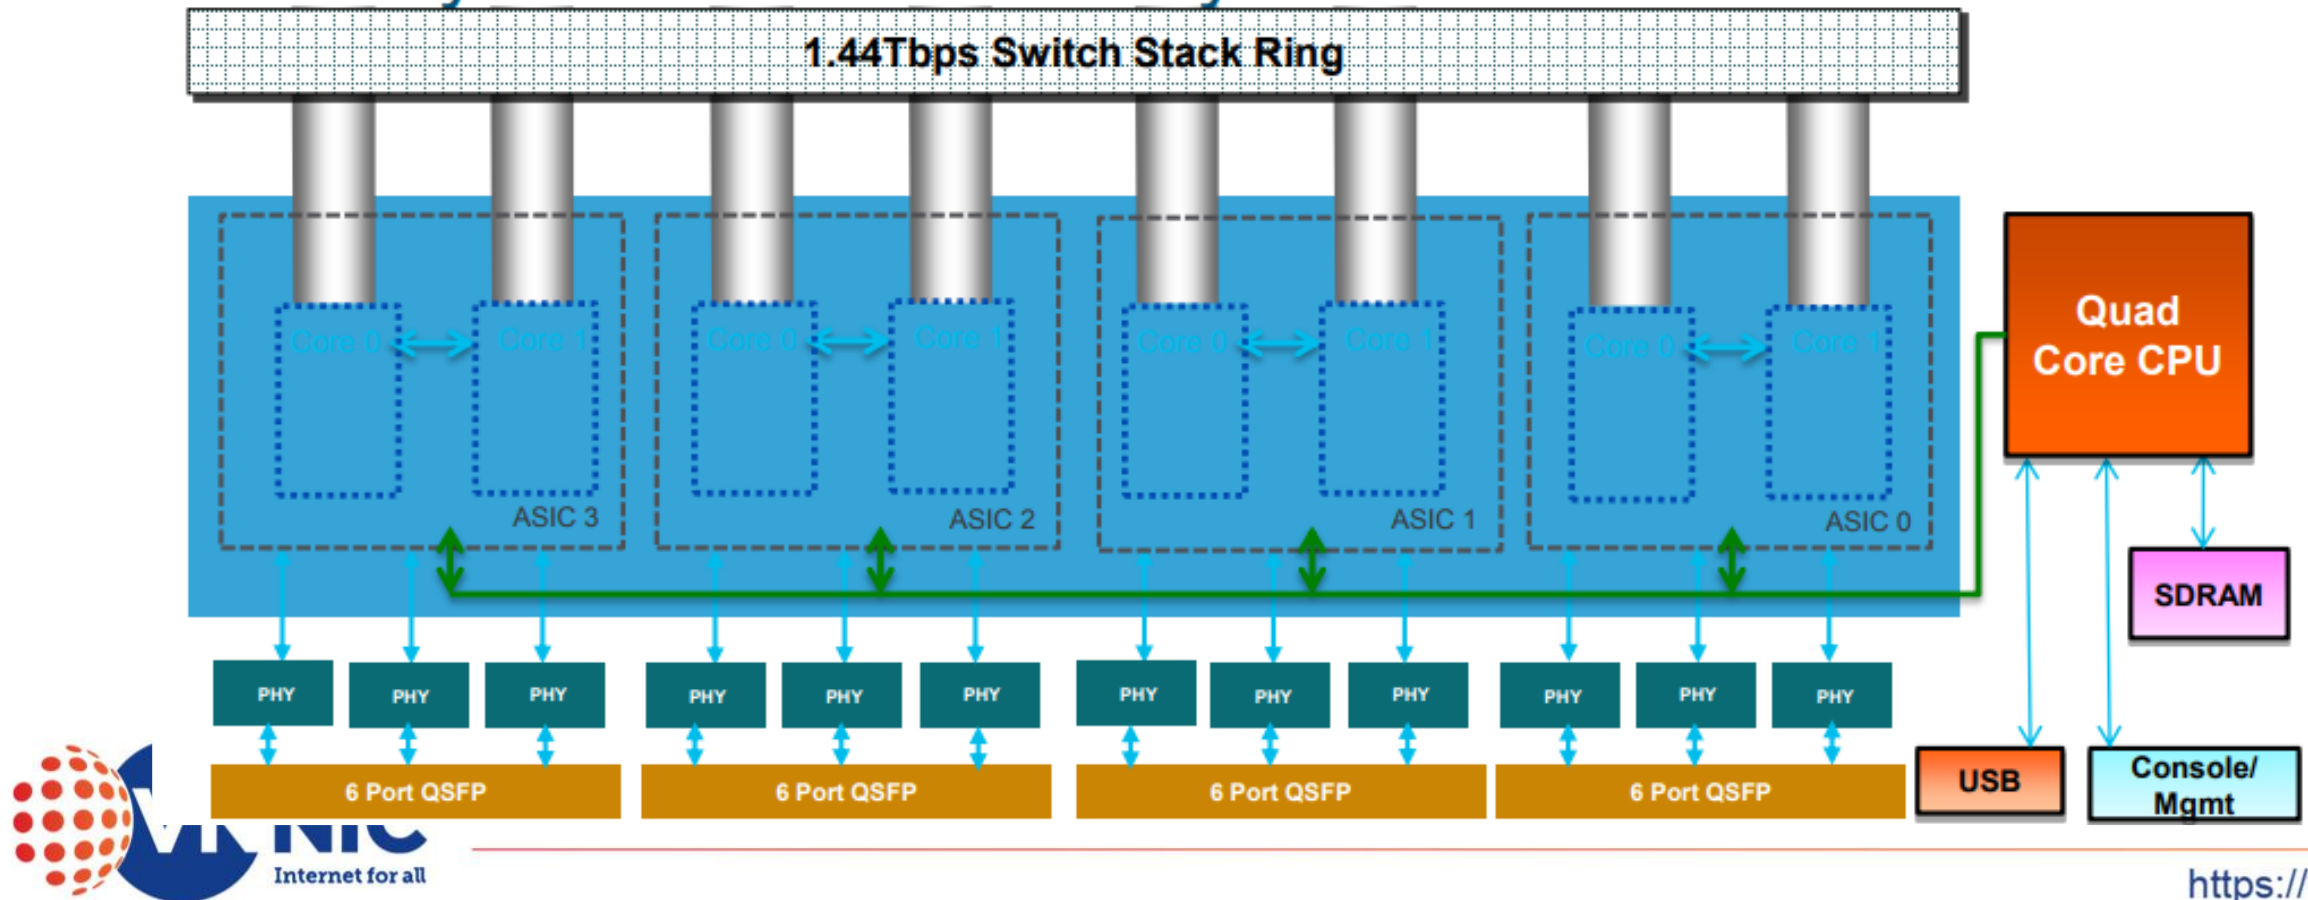 1.44Tbps Switch Stack Ring
Core 0
Core 1
Core 0
Core 1
Core 0
Core 1
Core 0
Core 1
ASIC 3
ASIC 2
ASIC 1
ASIC 0
Quad
Core CPU
SDRAM
PHY
PHY
PHY
PHY
PHY
PHY
PHY
PHY
PHY
PHY
PHY
PHY
6 Port QSFP
6 Port QSFP
6 Port QSFP
6 Port QSFP
USB
Console/
Mgmt
NIC
Internet for all
https://